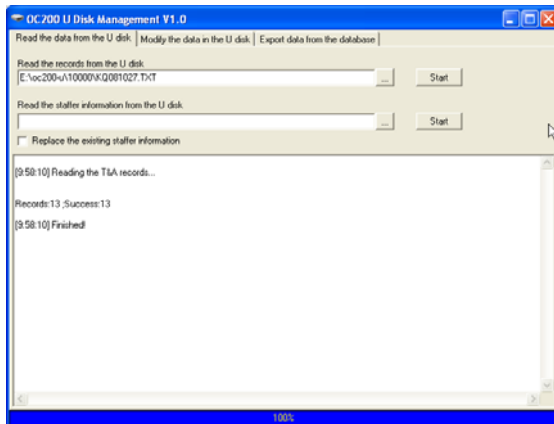 OC200 U Disk Management V1.0
Read the data from the U disk Modify the data in the U disk Export data from the database
Read the records from the U disk
E:\oc200-u\10000\KQ081027.TXT ... Start
Read the staffer information from the U disk
... Start
Replace the existing staffer information
[9:58:10] Reading the T&A records...
Records:13 ;Success:13
[9:58:10] Finished!
100%